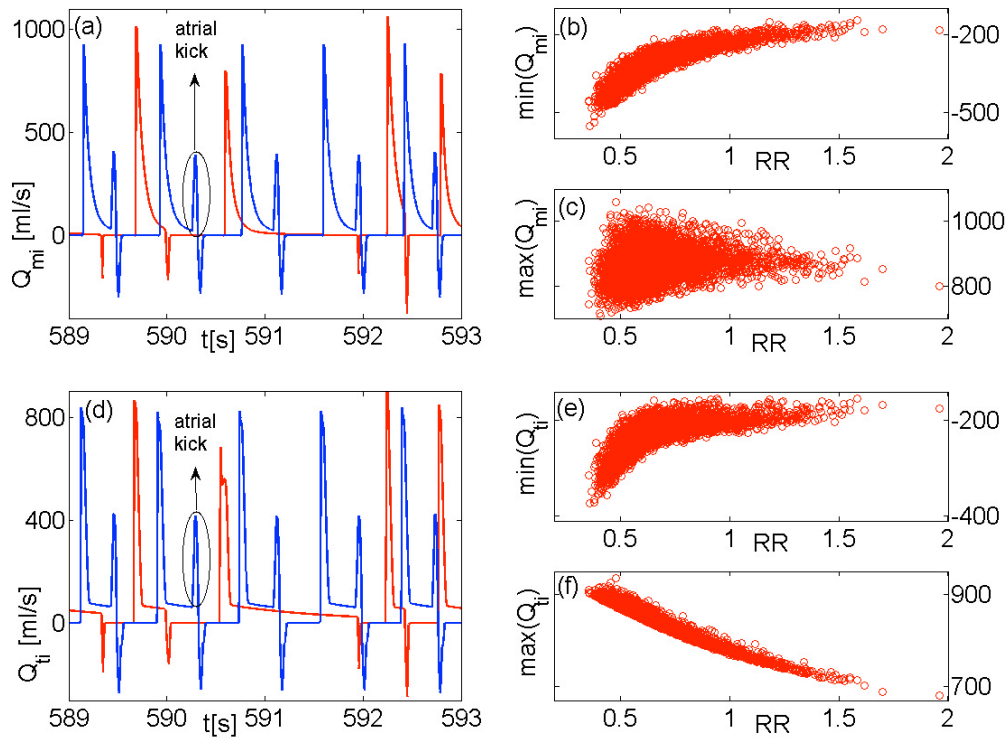 (a)
1000
500
0
Q_mi [ml/s]
atrial
kick
589 590 591 592 593
t[s]
(b)
-200
-500
min(Q_mi)
0.5 1 1.5 2
RR
(c)
1000
800
max(Q_mi)
0.5 1 1.5 2
RR
(d)
800
400
0
Q_ti [ml/s]
atrial
kick
589 590 591 592 593
t[s]
(e)
-200
-400
min(Q_ti)
0.5 1 1.5 2
RR
(f)
900
700
max(Q_ti)
0.5 1 1.5 2
RR